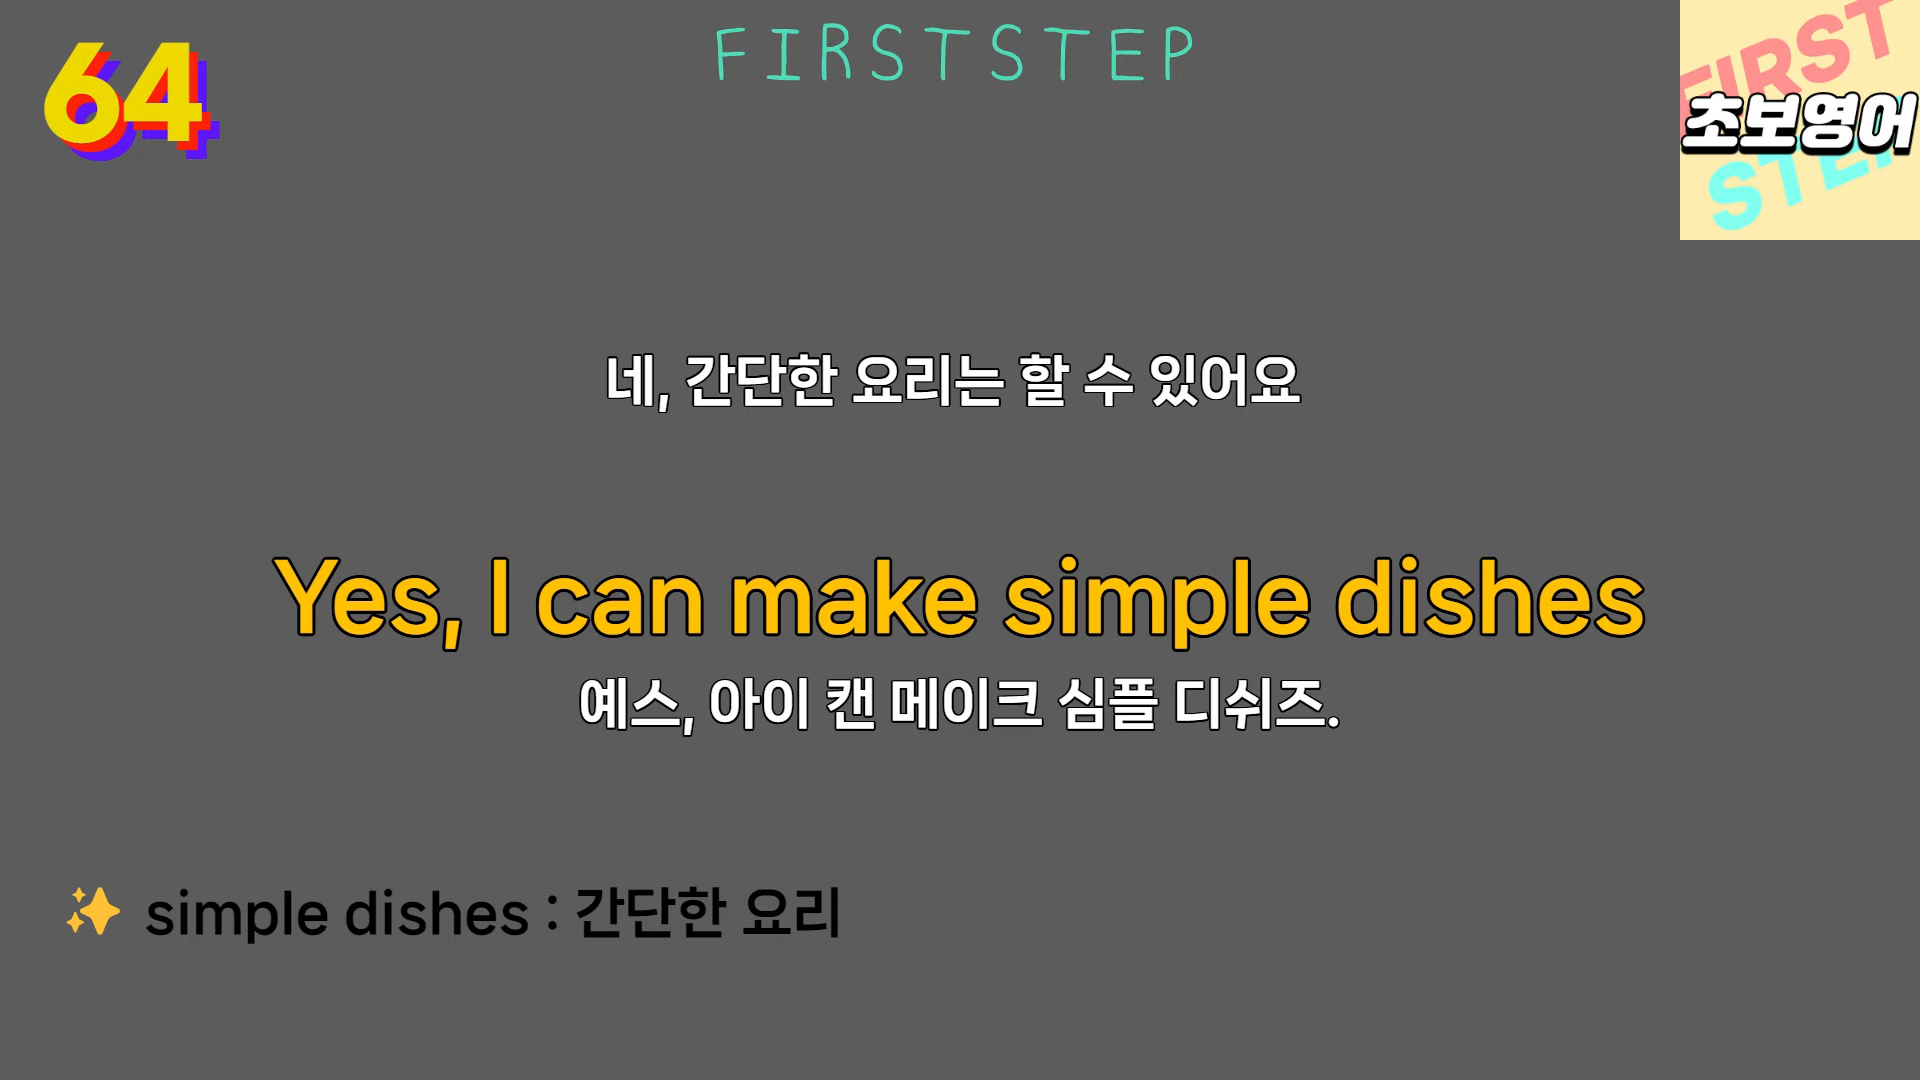 FIRSTSTEP
64
FIRST
초보영어
STEP
네, 간단한 요리는 할 수 있어요
Yes, I can make simple dishes
예스, 아이 캔 메이크 심플 디쉬즈.
✨ simple dishes : 간단한 요리